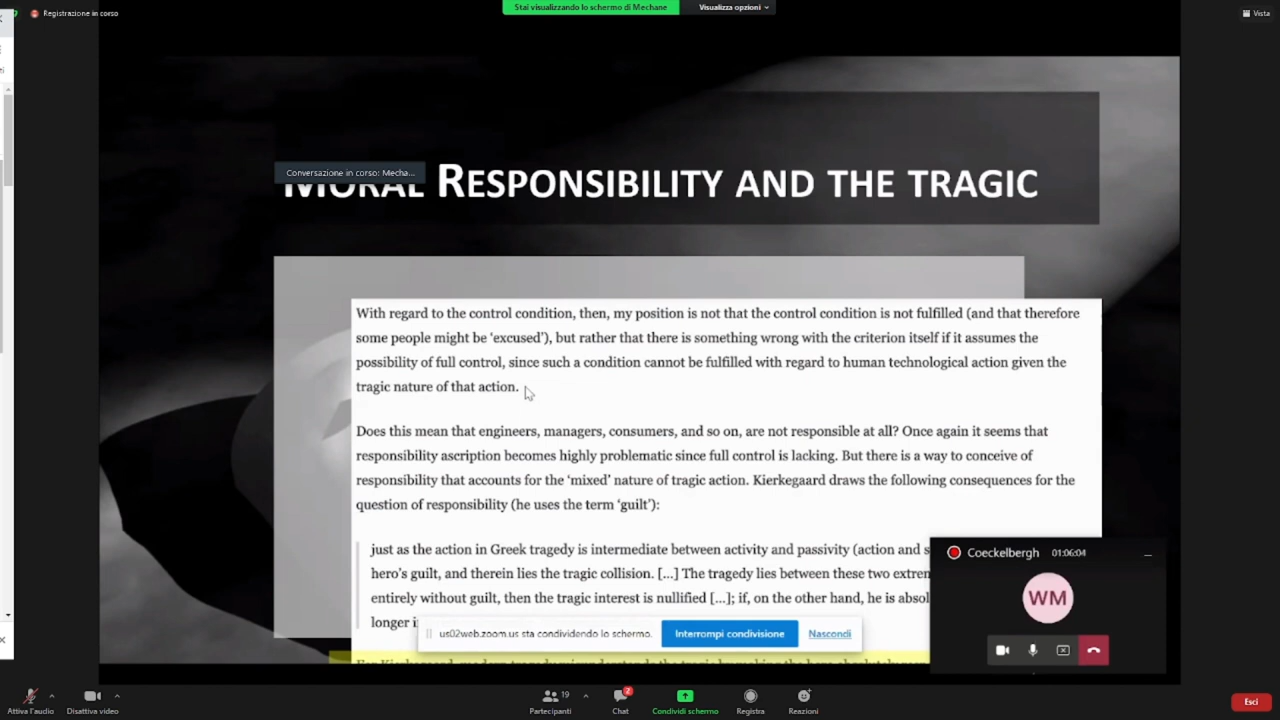 Registrazione in corso
Stai visualizzando lo schermo di Mechane
Visualizza opzioni
Vista
Conversazione in corso: Mecha...
MORAL RESPONSIBILITY AND THE TRAGIC
With regard to the control condition, then, my position is not that the control condition is not fulfilled (and that therefore
some people might be ‘excused’), but rather that there is something wrong with the criterion itself if it assumes the
possibility of full control, since such a condition cannot be fulfilled with regard to human technological action given the
tragic nature of that action.
Does this mean that engineers, managers, consumers, and so on, are not responsible at all? Once again it seems that
responsibility ascription becomes highly problematic since full control is lacking. But there is a way to conceive of
responsibility that accounts for the ‘mixed’ nature of tragic action. Kierkegaard draws the following consequences for the
question of responsibility (he uses the term ‘guilt’):
just as the action in Greek tragedy is intermediate between activity and passivity (action and s
hero’s guilt, and therein lies the tragic collision. […] The tragedy lies between these two extrem
entirely without guilt, then the tragic interest is nullified […]; if, on the other hand, he is absol
longer i
Coeckelbergh 01:06:04
WM
us02web.zoom.us sta condividendo lo schermo.
Interrompi condivisione
Nascondi
Attiva l'audio
Disattiva video
19
Partecipanti
2
Chat
Condividi schermo
Registra
Reazioni
Esci